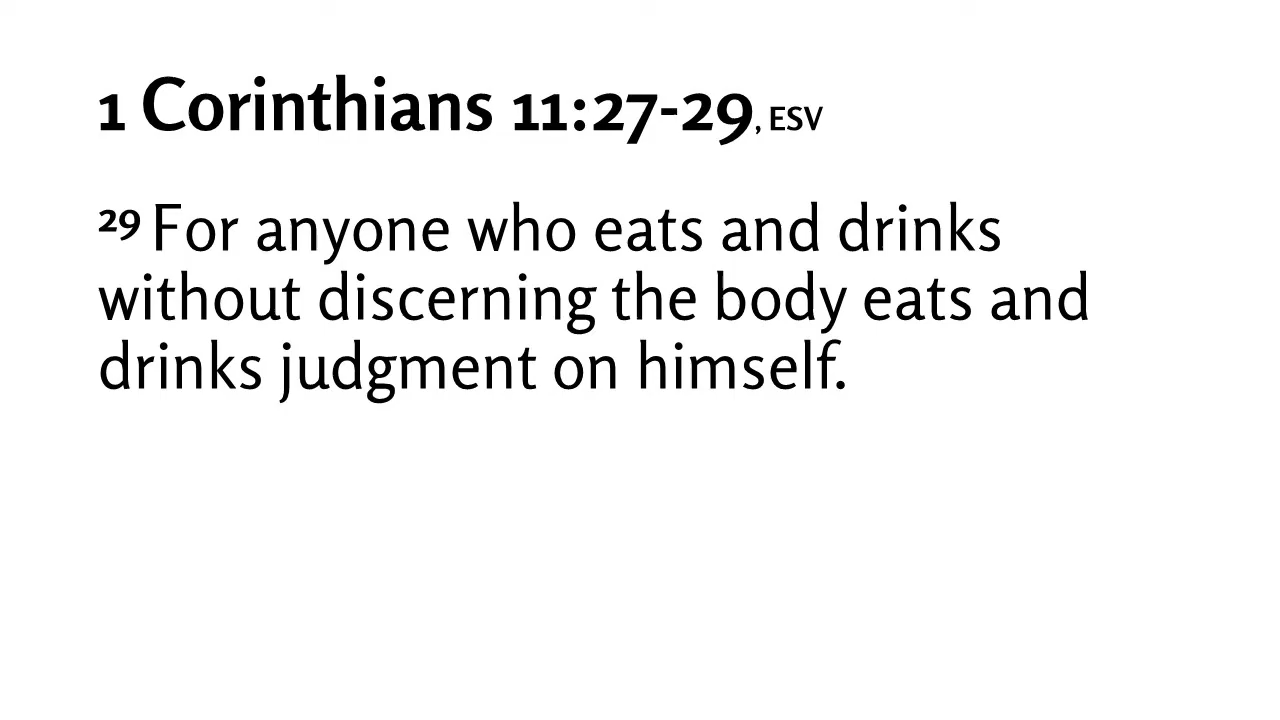 1 Corinthians 11:27-29, ESV
29 For anyone who eats and drinks
without discerning the body eats and
drinks judgment on himself.